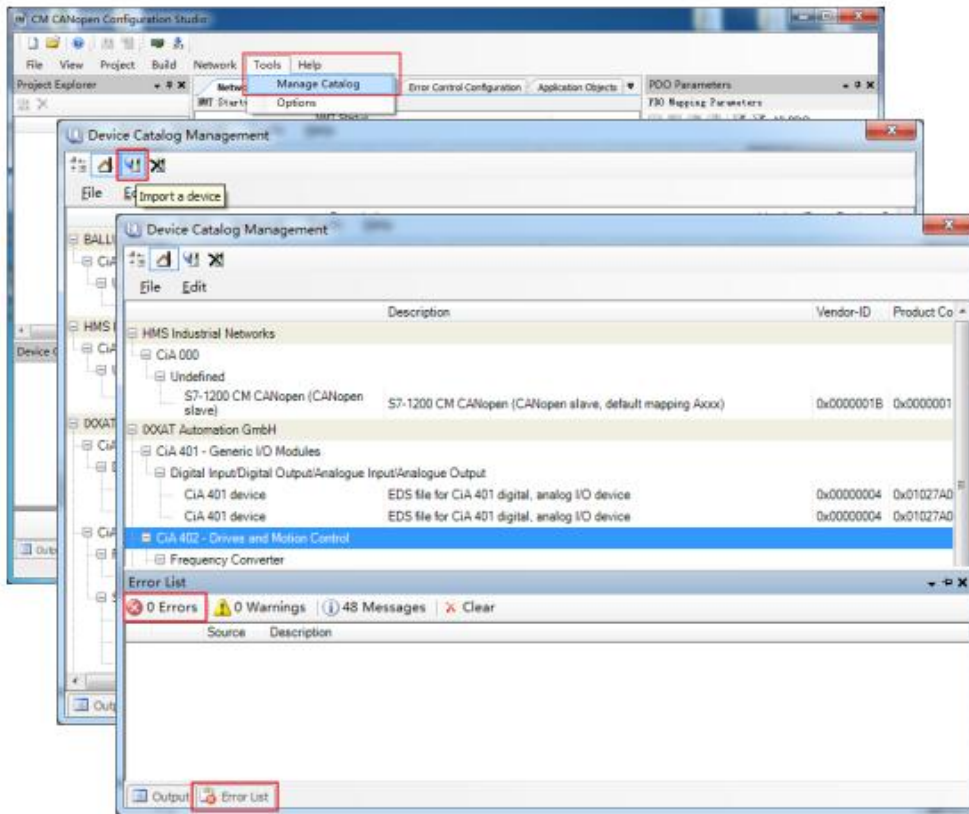 CM CANopen Configuration Studio
File View Project Build Network Tools Help
Project Explorer
Manage Catalog
Options
Error Control Configuration
Application Objects
PDO Parameters
PDO Mapping Parameters
Device Catalog Management
Import a device
File
BALLU
HMS I
IXXAT
Device Catalog Management
File Edit
Description Vendor-ID Product Co
HMS Industrial Networks
CiA 000
Undefined
S7-1200 CM CANopen (CANopen slave) S7-1200 CM CANopen (CANopen slave, default mapping Axxx) 0x0000001B 0x0000001
IXXAT Automation GmbH
CiA 401 - Generic I/O Modules
Digital Input/Digital Output/Analogue Input/Analogue Output
CiA 401 device EDS file for CiA 401 digital, analog I/O device 0x00000004 0x01027A0
CiA 401 device EDS file for CiA 401 digital, analog I/O device 0x00000004 0x01027A0
CiA 402 - Drives and Motion Control
Frequency Converter
Error List
0 Errors 0 Warnings 48 Messages Clear
Source Description
Output Error List